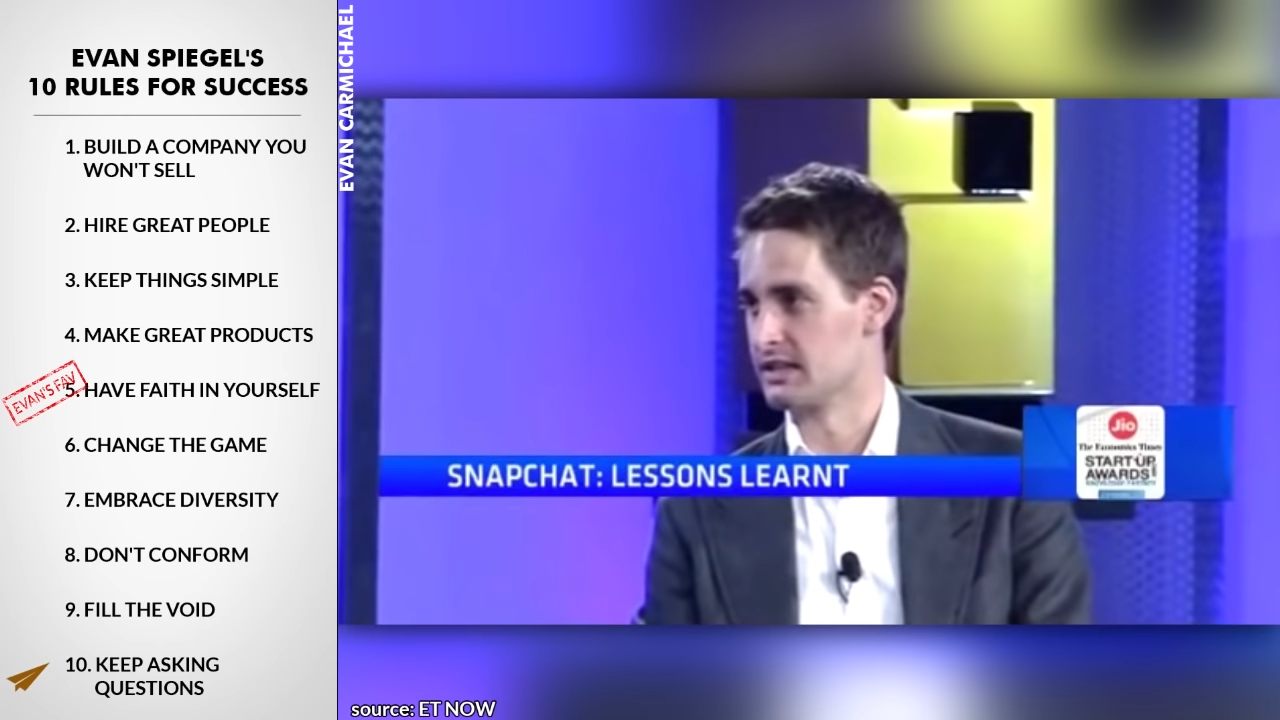 EVAN SPIEGEL'S
10 RULES FOR SUCCESS
1. BUILD A COMPANY YOU
WON'T SELL
2. HIRE GREAT PEOPLE
3. KEEP THINGS SIMPLE
4. MAKE GREAT PRODUCTS
EVAN'S FAV
5. HAVE FAITH IN YOURSELF
6. CHANGE THE GAME
7. EMBRACE DIVERSITY
8. DON'T CONFORM
9. FILL THE VOID
10. KEEP ASKING
QUESTIONS
EVAN CARMICHAEL
SNAPCHAT: LESSONS LEARNT
Jio
The Economics Times
START UP
AWARDS
source: ET NOW